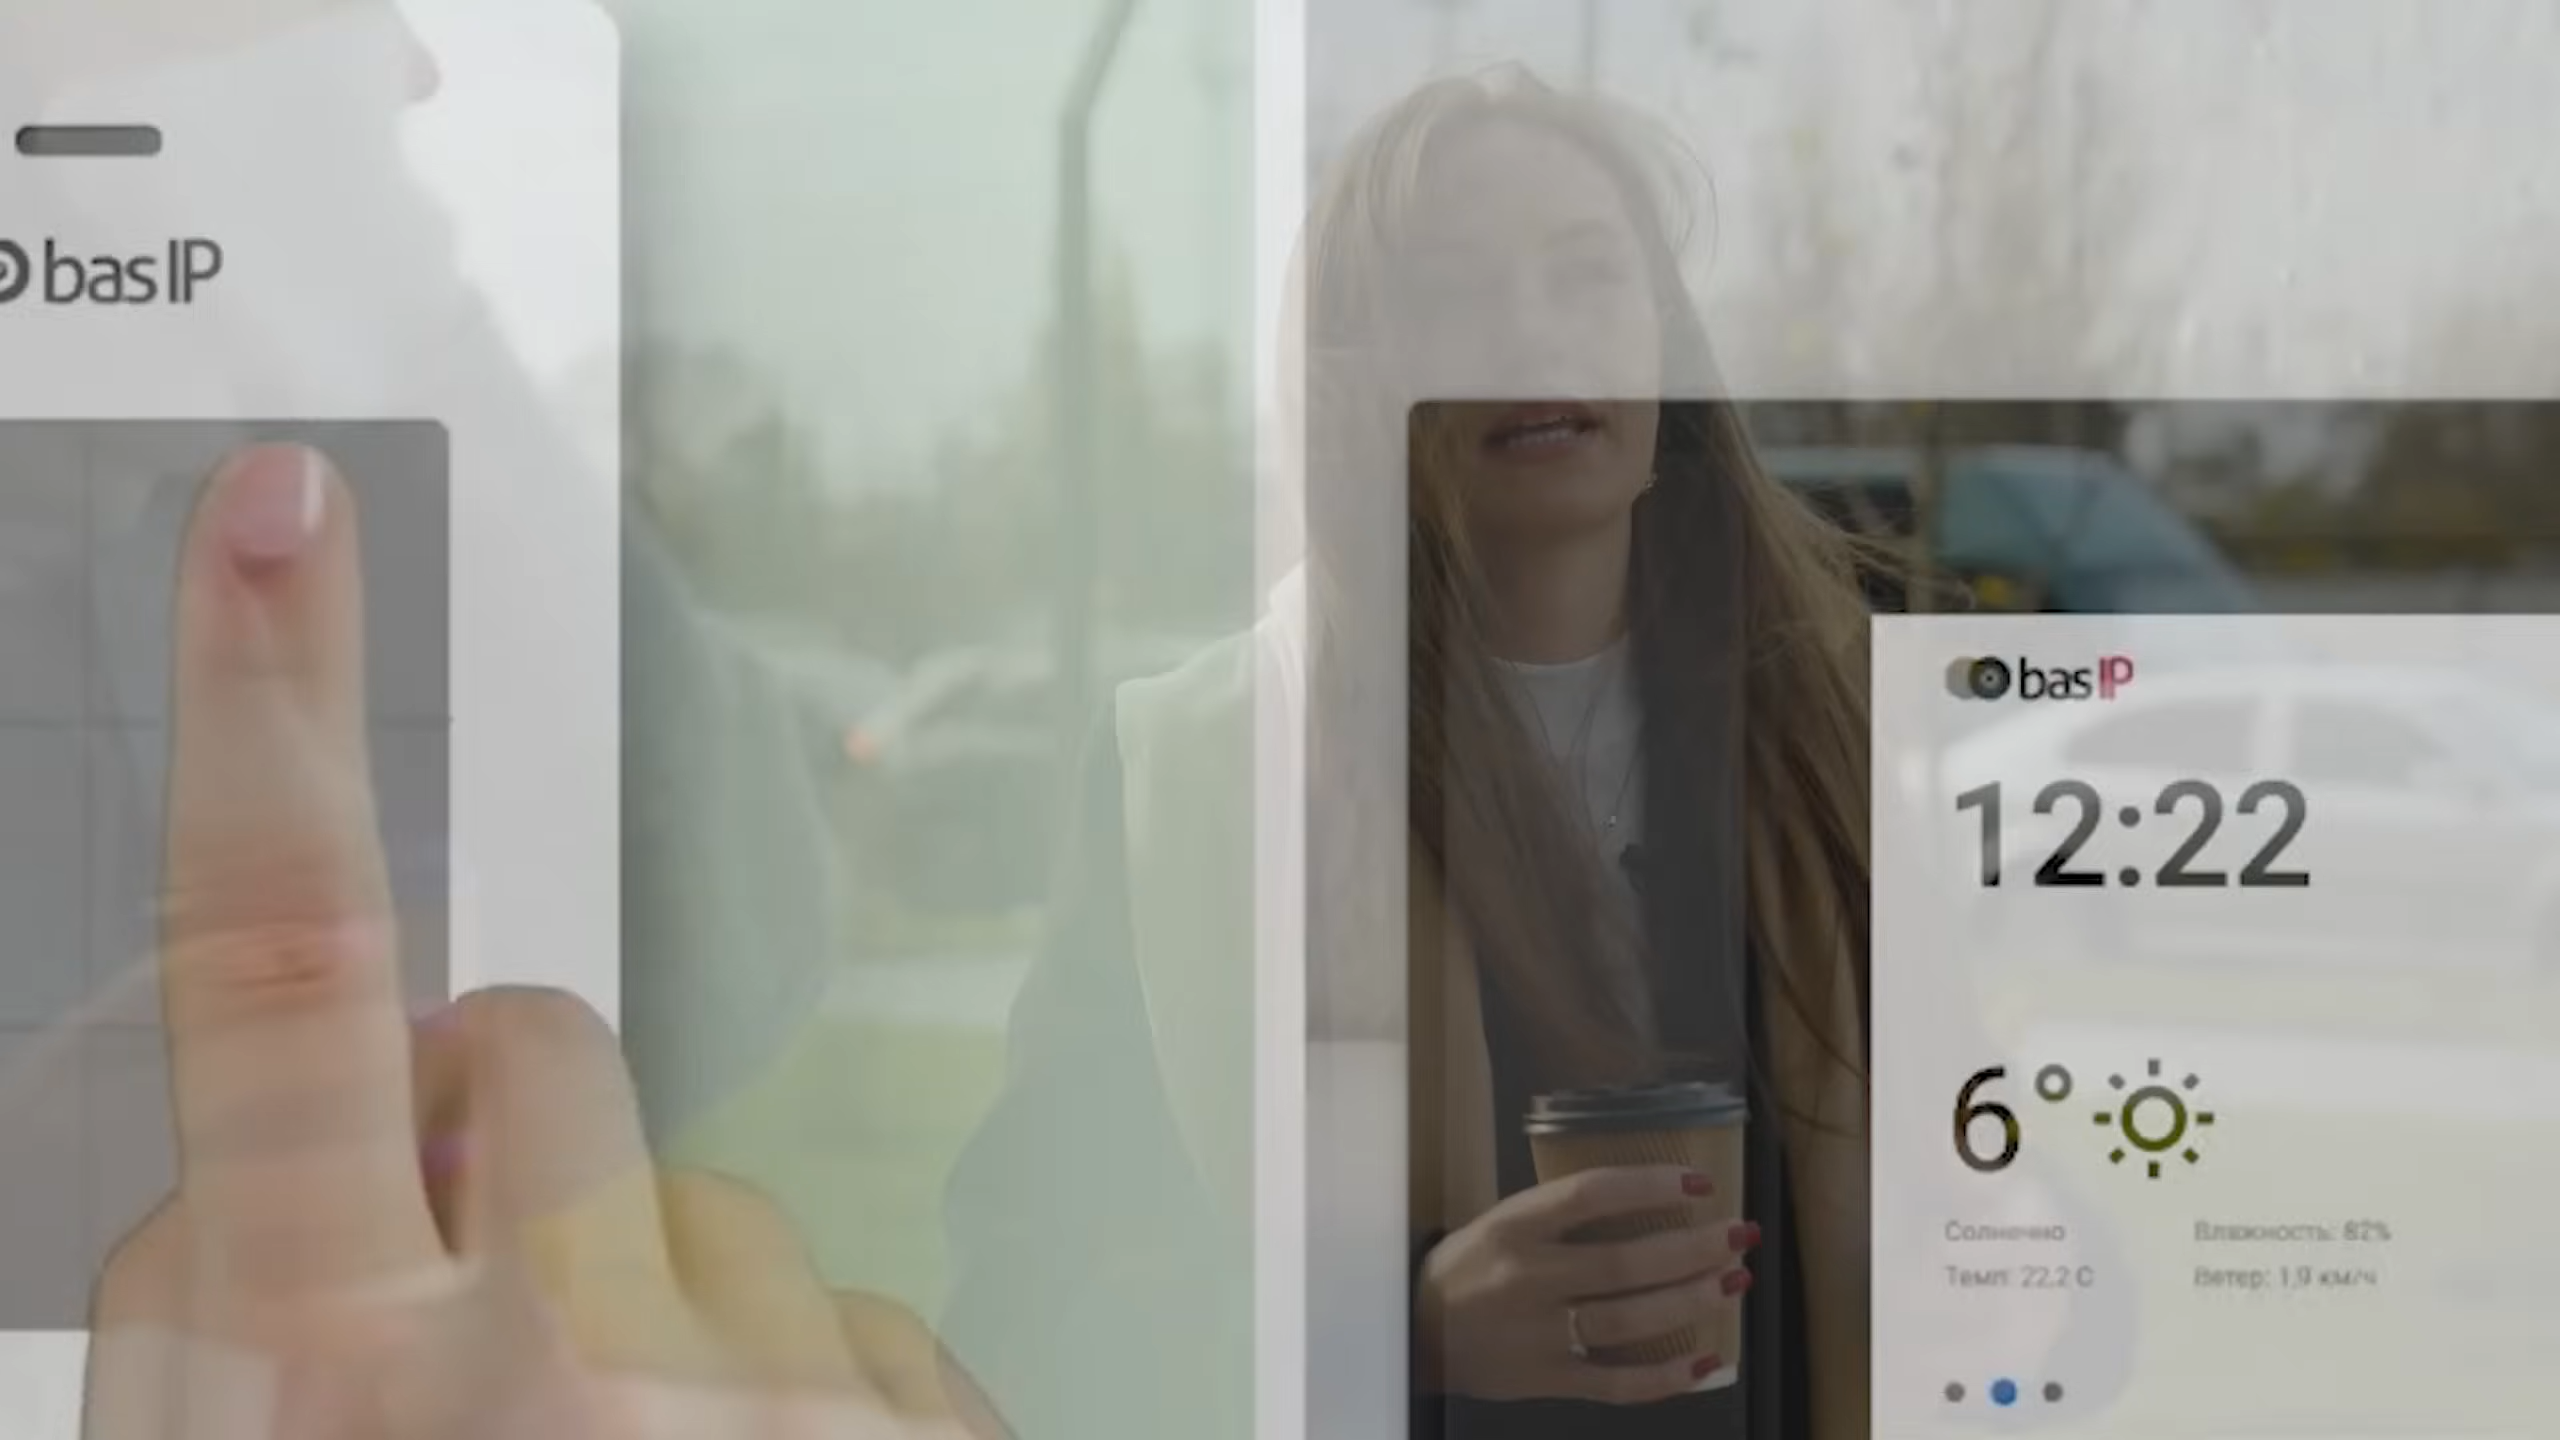 bas IP
bas IP
12:22
6°
Солнечно
Влажность: 82%
Темп: 22.2 C
Ветер: 1,9 км/ч